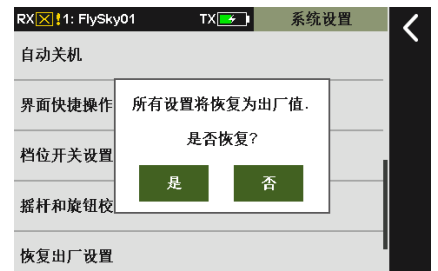 RX!1: FlySky01 TX 系统设置
自动关机
界面快捷操作
所有设置将恢复为出厂值.
是否恢复?
档位开关设置
是 否
摇杆和旋钮校
恢复出厂设置